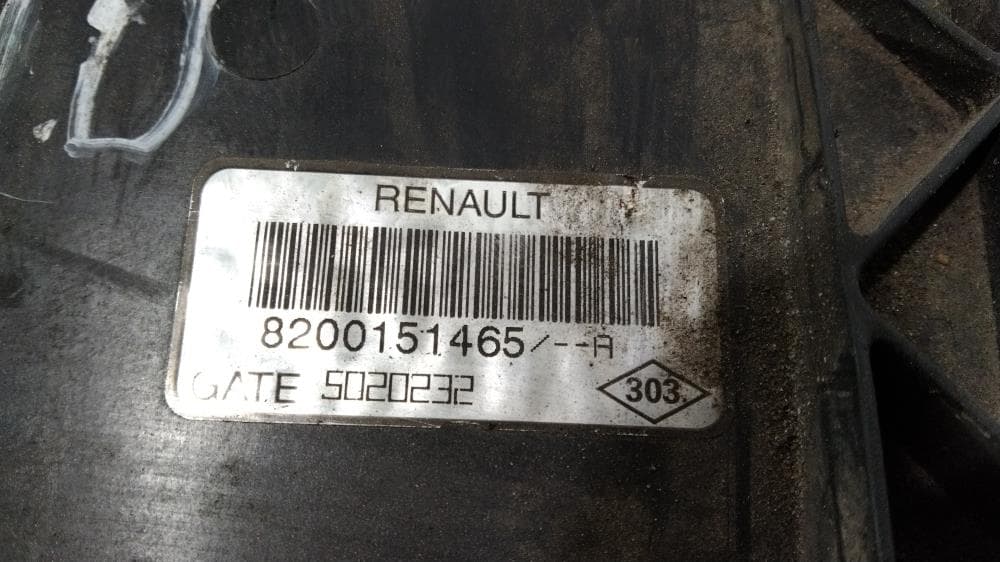 RENAULT
8200151465/--A
GATE 5020232
303